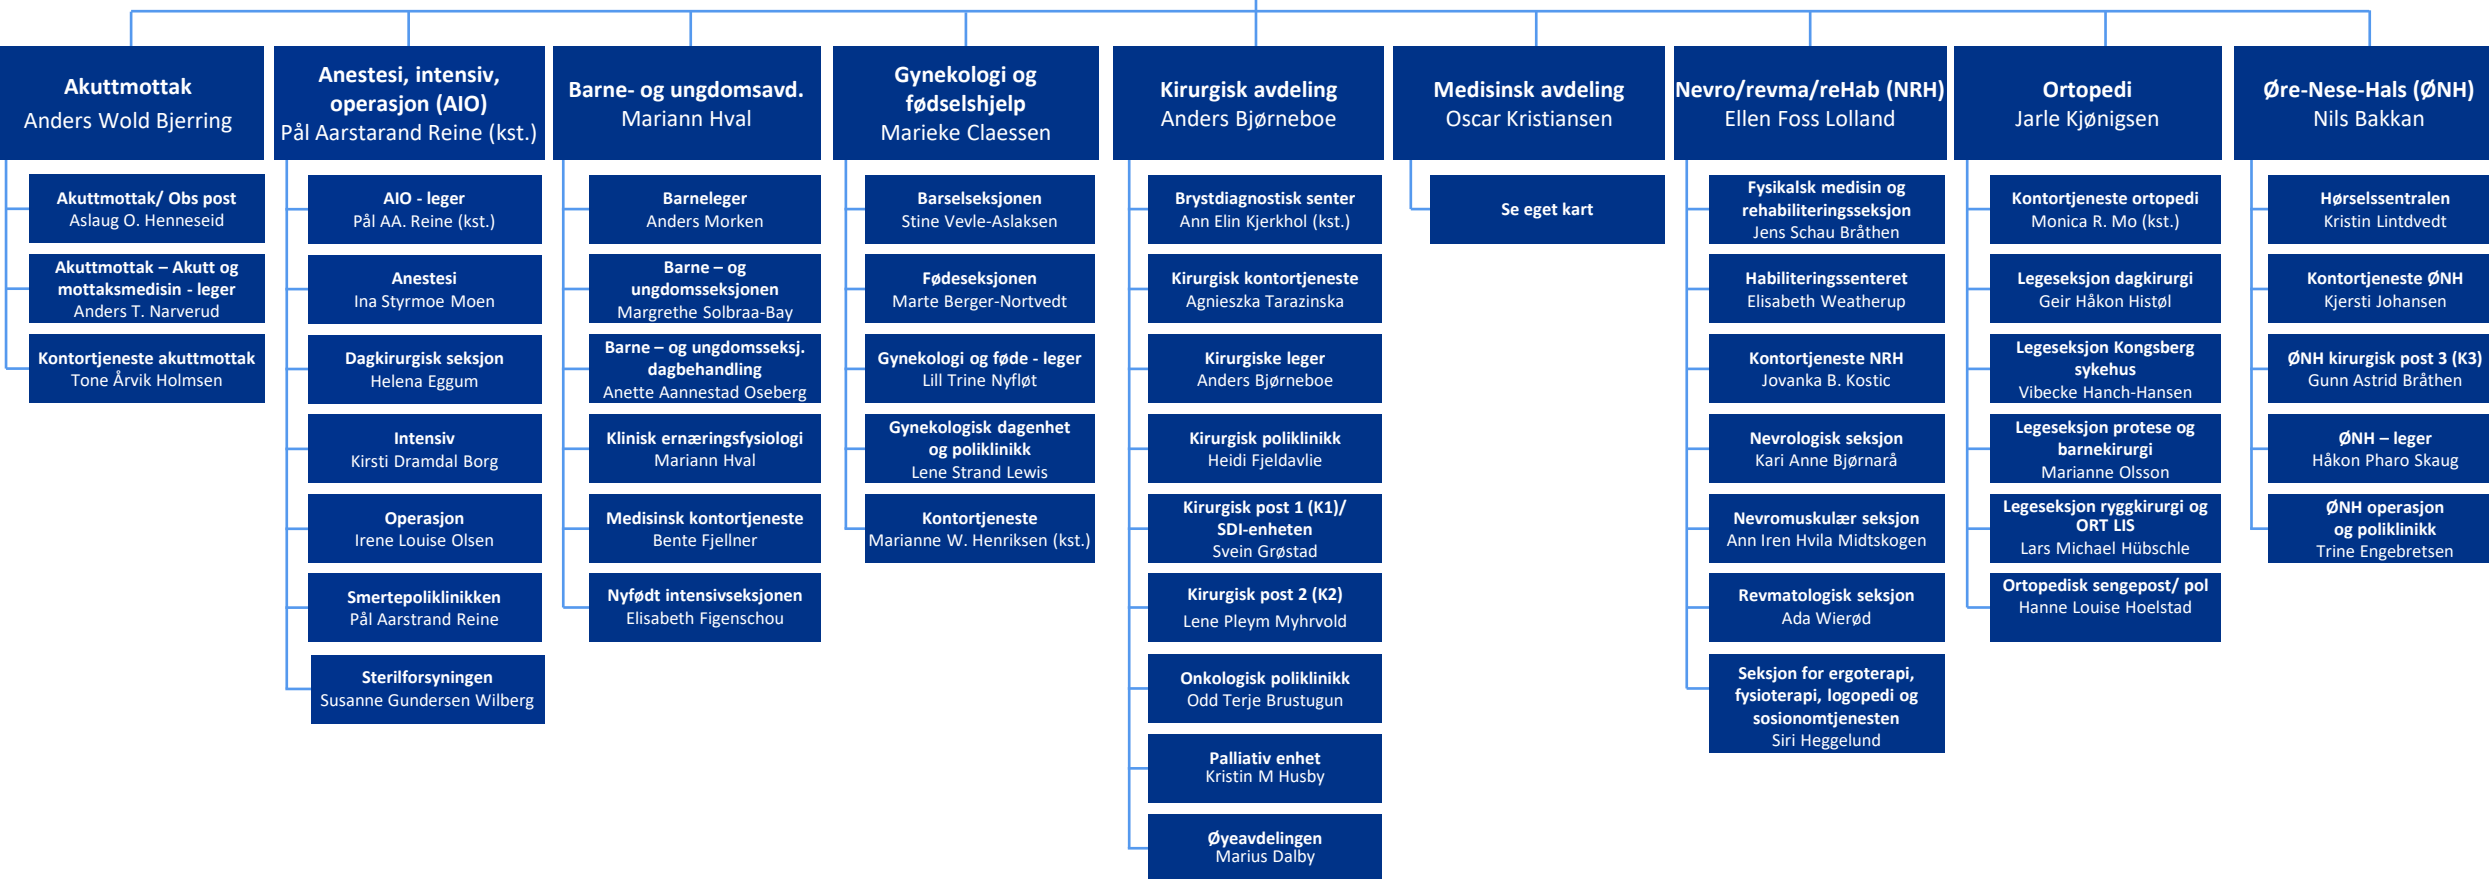 Akuttmottak
Anders Wold Bjerring
Akuttmottak/ Obs post
Aslaug O. Henneseid
Akuttmottak – Akutt og
mottaksmedisin - leger
Anders T. Narverud
Kontortjeneste akuttmottak
Tone Årvik Holmsen
Anestesi, intensiv,
operasjon (AIO)
Pål Aarstarand Reine (kst.)
AIO - leger
Pål AA. Reine (kst.)
Anestesi
Ina Styrmoe Moen
Dagkirurgisk seksjon
Helena Eggum
Intensiv
Kirsti Dramdal Borg
Operasjon
Irene Louise Olsen
Smertepoliklinikken
Pål Aarstrand Reine
Sterilforsyningen
Susanne Gundersen Wilberg
Barne- og ungdomsavd.
Mariann Hval
Barneleger
Anders Morken
Barne – og
ungdomsseksjonen
Margrethe Solbraa-Bay
Barne – og ungdomsseksj.
dagbehandling
Anette Aannestad Oseberg
Klinisk ernæringsfysiologi
Mariann Hval
Medisinsk kontortjeneste
Bente Fjellner
Nyfødt intensivseksjonen
Elisabeth Figenschou
Gynekologi og
fødselshjelp
Marieke Claessen
Barselseksjonen
Stine Vevle-Aslaksen
Fødeseksjonen
Marte Berger-Nortvedt
Gynekologi og føde - leger
Lill Trine Nyfløt
Gynekologisk dagenhet
og poliklinikk
Lene Strand Lewis
Kontortjeneste
Marianne W. Henriksen (kst.)
Kirurgisk avdeling
Anders Bjørneboe
Brystdiagnostisk senter
Ann Elin Kjerkhol (kst.)
Kirurgisk kontortjeneste
Agnieszka Tarazinska
Kirurgiske leger
Anders Bjørneboe
Kirurgisk poliklinikk
Heidi Fjeldavlie
Kirurgisk post 1 (K1)/
SDI-enheten
Svein Grøstad
Kirurgisk post 2 (K2)
Lene Pleym Myhrvold
Onkologisk poliklinikk
Odd Terje Brustugun
Palliativ enhet
Kristin M Husby
Øyeavdelingen
Marius Dalby
Medisinsk avdeling
Oscar Kristiansen
Se eget kart
Nevro/revma/reHab (NRH)
Ellen Foss Lolland
Fysikalsk medisin og
rehabiliteringsseksjon
Jens Schau Bråthen
Habiliteringssenteret
Elisabeth Weatherup
Kontortjeneste NRH
Jovanka B. Kostic
Nevrologisk seksjon
Kari Anne Bjørnarå
Nevromuskulær seksjon
Ann Iren Hvila Midtskogen
Revmatologisk seksjon
Ada Wierød
Seksjon for ergoterapi,
fysioterapi, logopedi og
sosionomtjenesten
Siri Heggelund
Ortopedi
Jarle Kjønigsen
Kontortjeneste ortopedi
Monica R. Mo (kst.)
Legeseksjon dagkirurgi
Geir Håkon Histøl
Legeseksjon Kongsberg
sykehus
Vibecke Hanch-Hansen
Legeseksjon protese og
barnekirurgi
Marianne Olsson
Legeseksjon ryggkirurgi og
ORT LIS
Lars Michael Hübschle
Ortopedisk sengepost/ pol
Hanne Louise Hoelstad
Øre-Nese-Hals (ØNH)
Nils Bakkan
Hørselssentralen
Kristin Lintdvedt
Kontortjeneste ØNH
Kjersti Johansen
ØNH kirurgisk post 3 (K3)
Gunn Astrid Bråthen
ØNH – leger
Håkon Pharo Skaug
ØNH operasjon
og poliklinikk
Trine Engebretsen